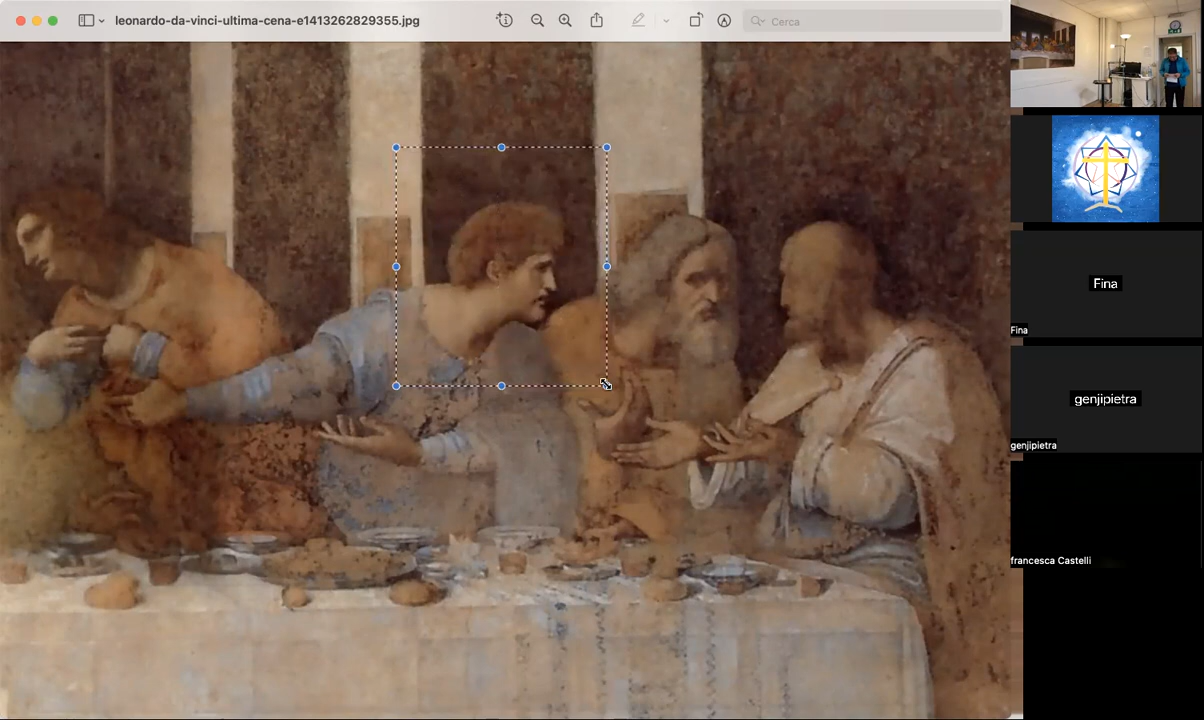 leonardo-da-vinci-ultima-cena-e1413262829355.jpg
Cerca
Fina
Fina
genjipietra
genjipietra
francesca Castelli